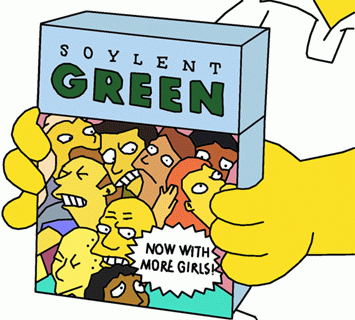 SOYLENT
GREEN
NOW WITH
MORE GIRLS!